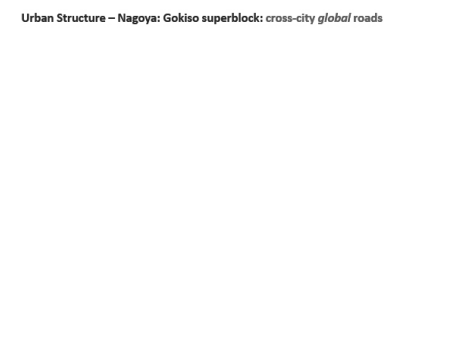 Urban Structure – Nagoya: Gokiso superblock: cross-city global roads